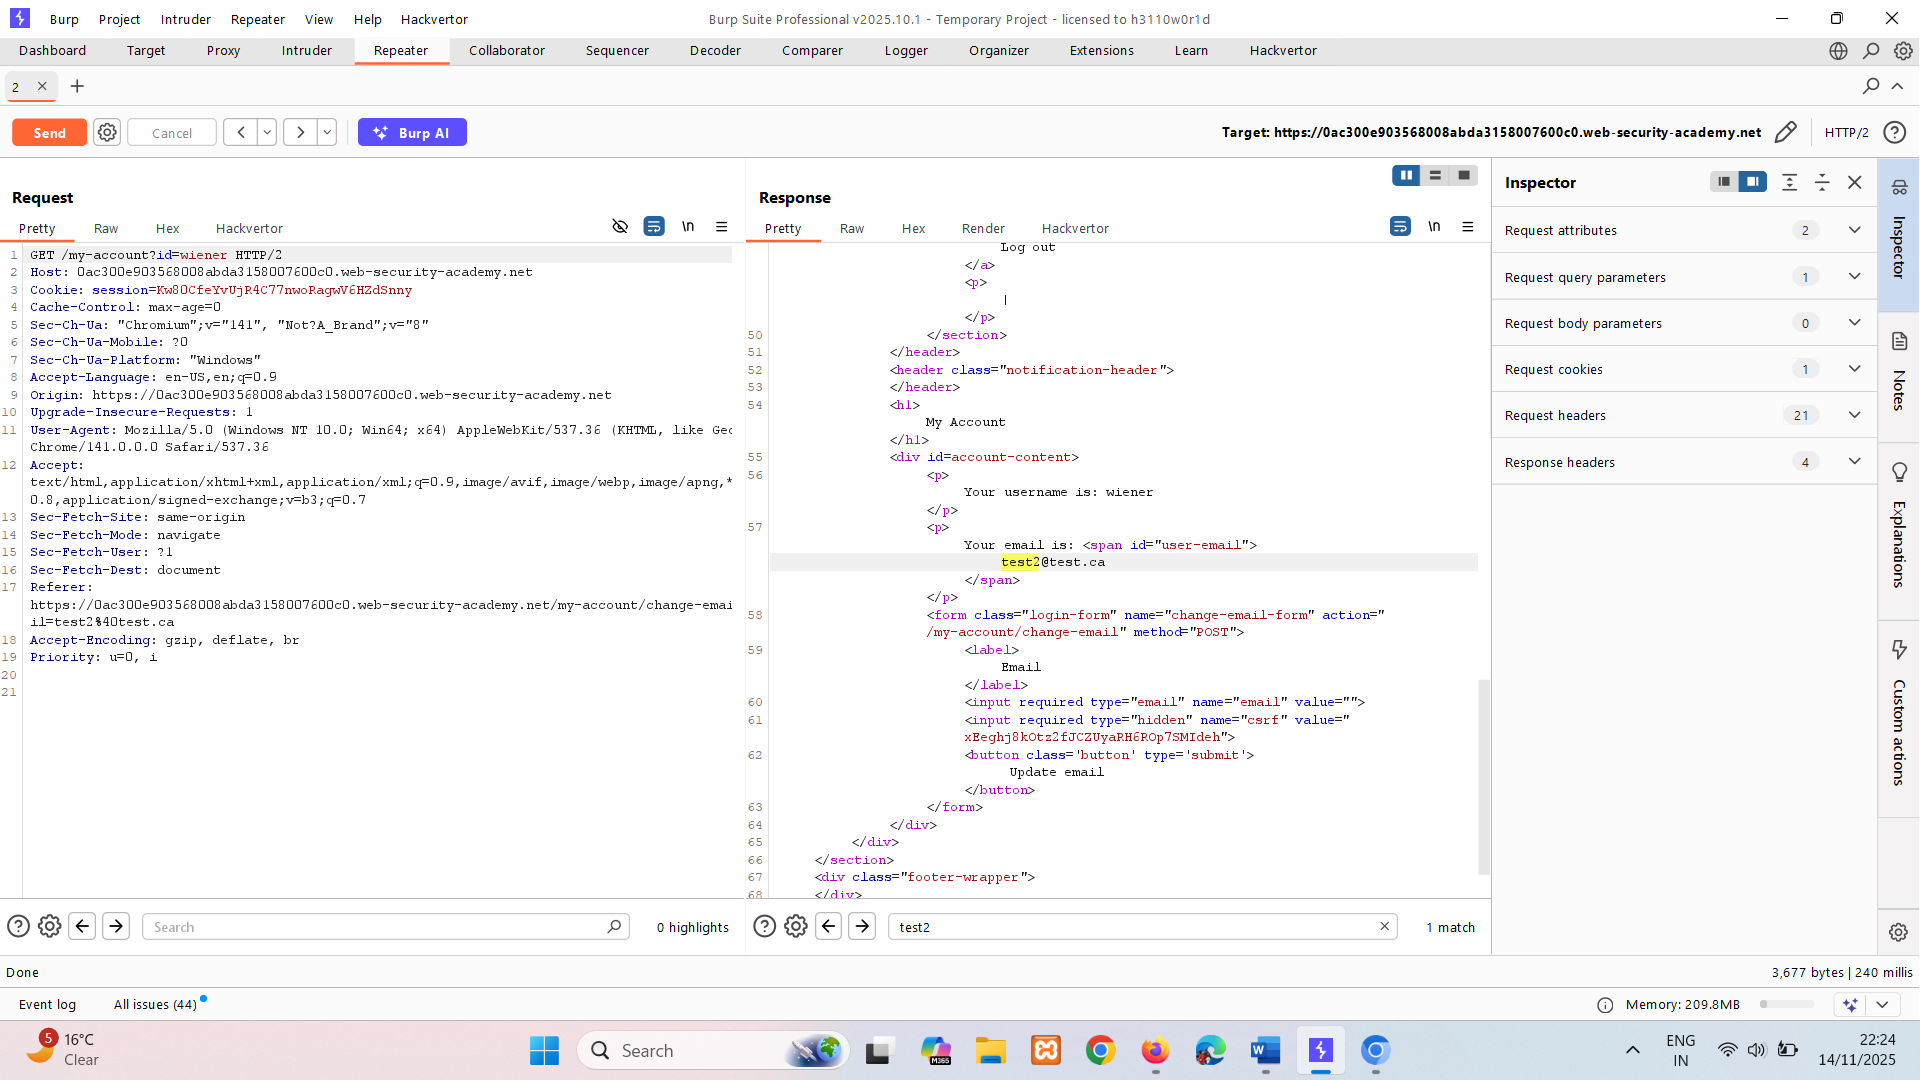 Burp Project Intruder Repeater View Help Hackvertor
Burp Suite Professional v2025.10.1 - Temporary Project - licensed to h3110w0r1d
Dashboard Target Proxy Intruder Repeater Collaborator Sequencer Decoder Comparer Logger Organizer Extensions Learn Hackvertor
2
Send Cancel Burp AI
Target: https://0ac300e903568008abda3158007600c0.web-security-academy.net
HTTP/2
Request
Pretty Raw Hex Hackvertor
\n
1 GET /my-account?id=wiener HTTP/2
2 Host: 0ac300e903568008abda3158007600c0.web-security-academy.net
3 Cookie: session=Kw8OCfeYvUjR4C77nwoRagwV6HZdSnny
4 Cache-Control: max-age=0
5 Sec-Ch-Ua: "Chromium";v="141", "Not?A_Brand";v="8"
6 Sec-Ch-Ua-Mobile: ?0
7 Sec-Ch-Ua-Platform: "Windows"
8 Accept-Language: en-US,en;q=0.9
9 Origin: https://0ac300e903568008abda3158007600c0.web-security-academy.net
10 Upgrade-Insecure-Requests: 1
11 User-Agent: Mozilla/5.0 (Windows NT 10.0; Win64; x64) AppleWebKit/537.36 (KHTML, like Gec
Chrome/141.0.0.0 Safari/537.36
12 Accept:
text/html,application/xhtml+xml,application/xml;q=0.9,image/avif,image/webp,image/apng,*
0.8,application/signed-exchange;v=b3;q=0.7
13 Sec-Fetch-Site: same-origin
14 Sec-Fetch-Mode: navigate
15 Sec-Fetch-User: ?1
16 Sec-Fetch-Dest: document
17 Referer:
https://0ac300e903568008abda3158007600c0.web-security-academy.net/my-account/change-emai
il=test2%40test.ca
18 Accept-Encoding: gzip, deflate, br
19 Priority: u=0, i
20
21
Search
0 highlights
Response
Pretty Raw Hex Render Hackvertor
\n
Log out
</a>
<p>
|
</p>
50 </section>
51 </header>
52 <header class="notification-header">
53 </header>
54 <h1>
My Account
</h1>
55 <div id=account-content>
56 <p>
Your username is: wiener
</p>
57 <p>
Your email is: <span id="user-email">
test2@test.ca
</span>
</p>
58 <form class="login-form" name="change-email-form" action="
/my-account/change-email" method="POST">
59 <label>
Email
</label>
60 <input required type="email" name="email" value="">
61 <input required type="hidden" name="csrf" value="
xEeghj8kOtz2fJCZUyaRH6ROp7SMIdeh">
62 <button class='button' type='submit'>
Update email
</button>
63 </form>
64 </div>
65 </div>
66 </section>
67 <div class="footer-wrapper">
68 </div>
test2
1 match
Inspector
Request attributes 2
Request query parameters 1
Request body parameters 0
Request cookies 1
Request headers 21
Response headers 4
Inspector
Notes
Explanations
Custom actions
Done
3,677 bytes | 240 millis
Event log All issues (44)
Memory: 209.8MB
5
16°C
Clear
Search
M365
W
ENG
IN
22:24
14/11/2025